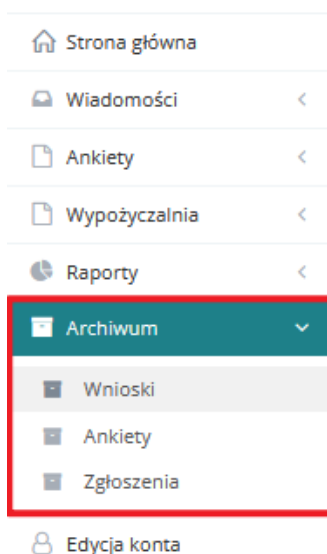 Strona główna
Wiadomości
Ankiety
Wypożyczalnia
Raporty
Archiwum
Wnioski
Ankiety
Zgłoszenia
Edycja konta